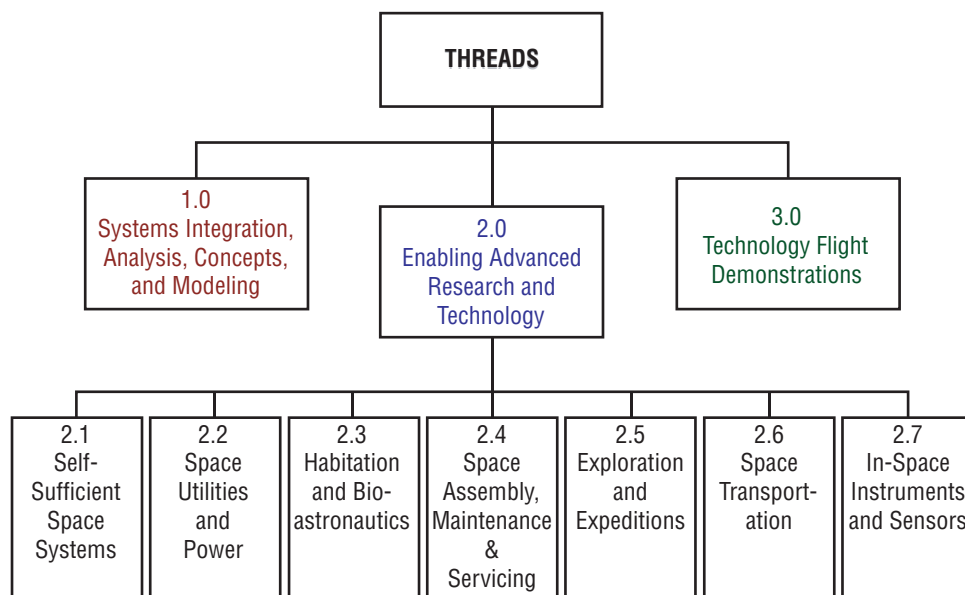 THREADS
1.0
Systems Integration,
Analysis, Concepts,
and Modeling
2.0
Enabling Advanced
Research and
Technology
3.0
Technology Flight
Demonstrations
2.1
Self-
Sufficient
Space
Systems
2.2
Space
Utilities
and
Power
2.3
Habitation
and Bio-
astronautics
2.4
Space
Assembly,
Maintenance
&
Servicing
2.5
Exploration
and
Expeditions
2.6
Space
Transport-
ation
2.7
In-Space
Instruments
and Sensors